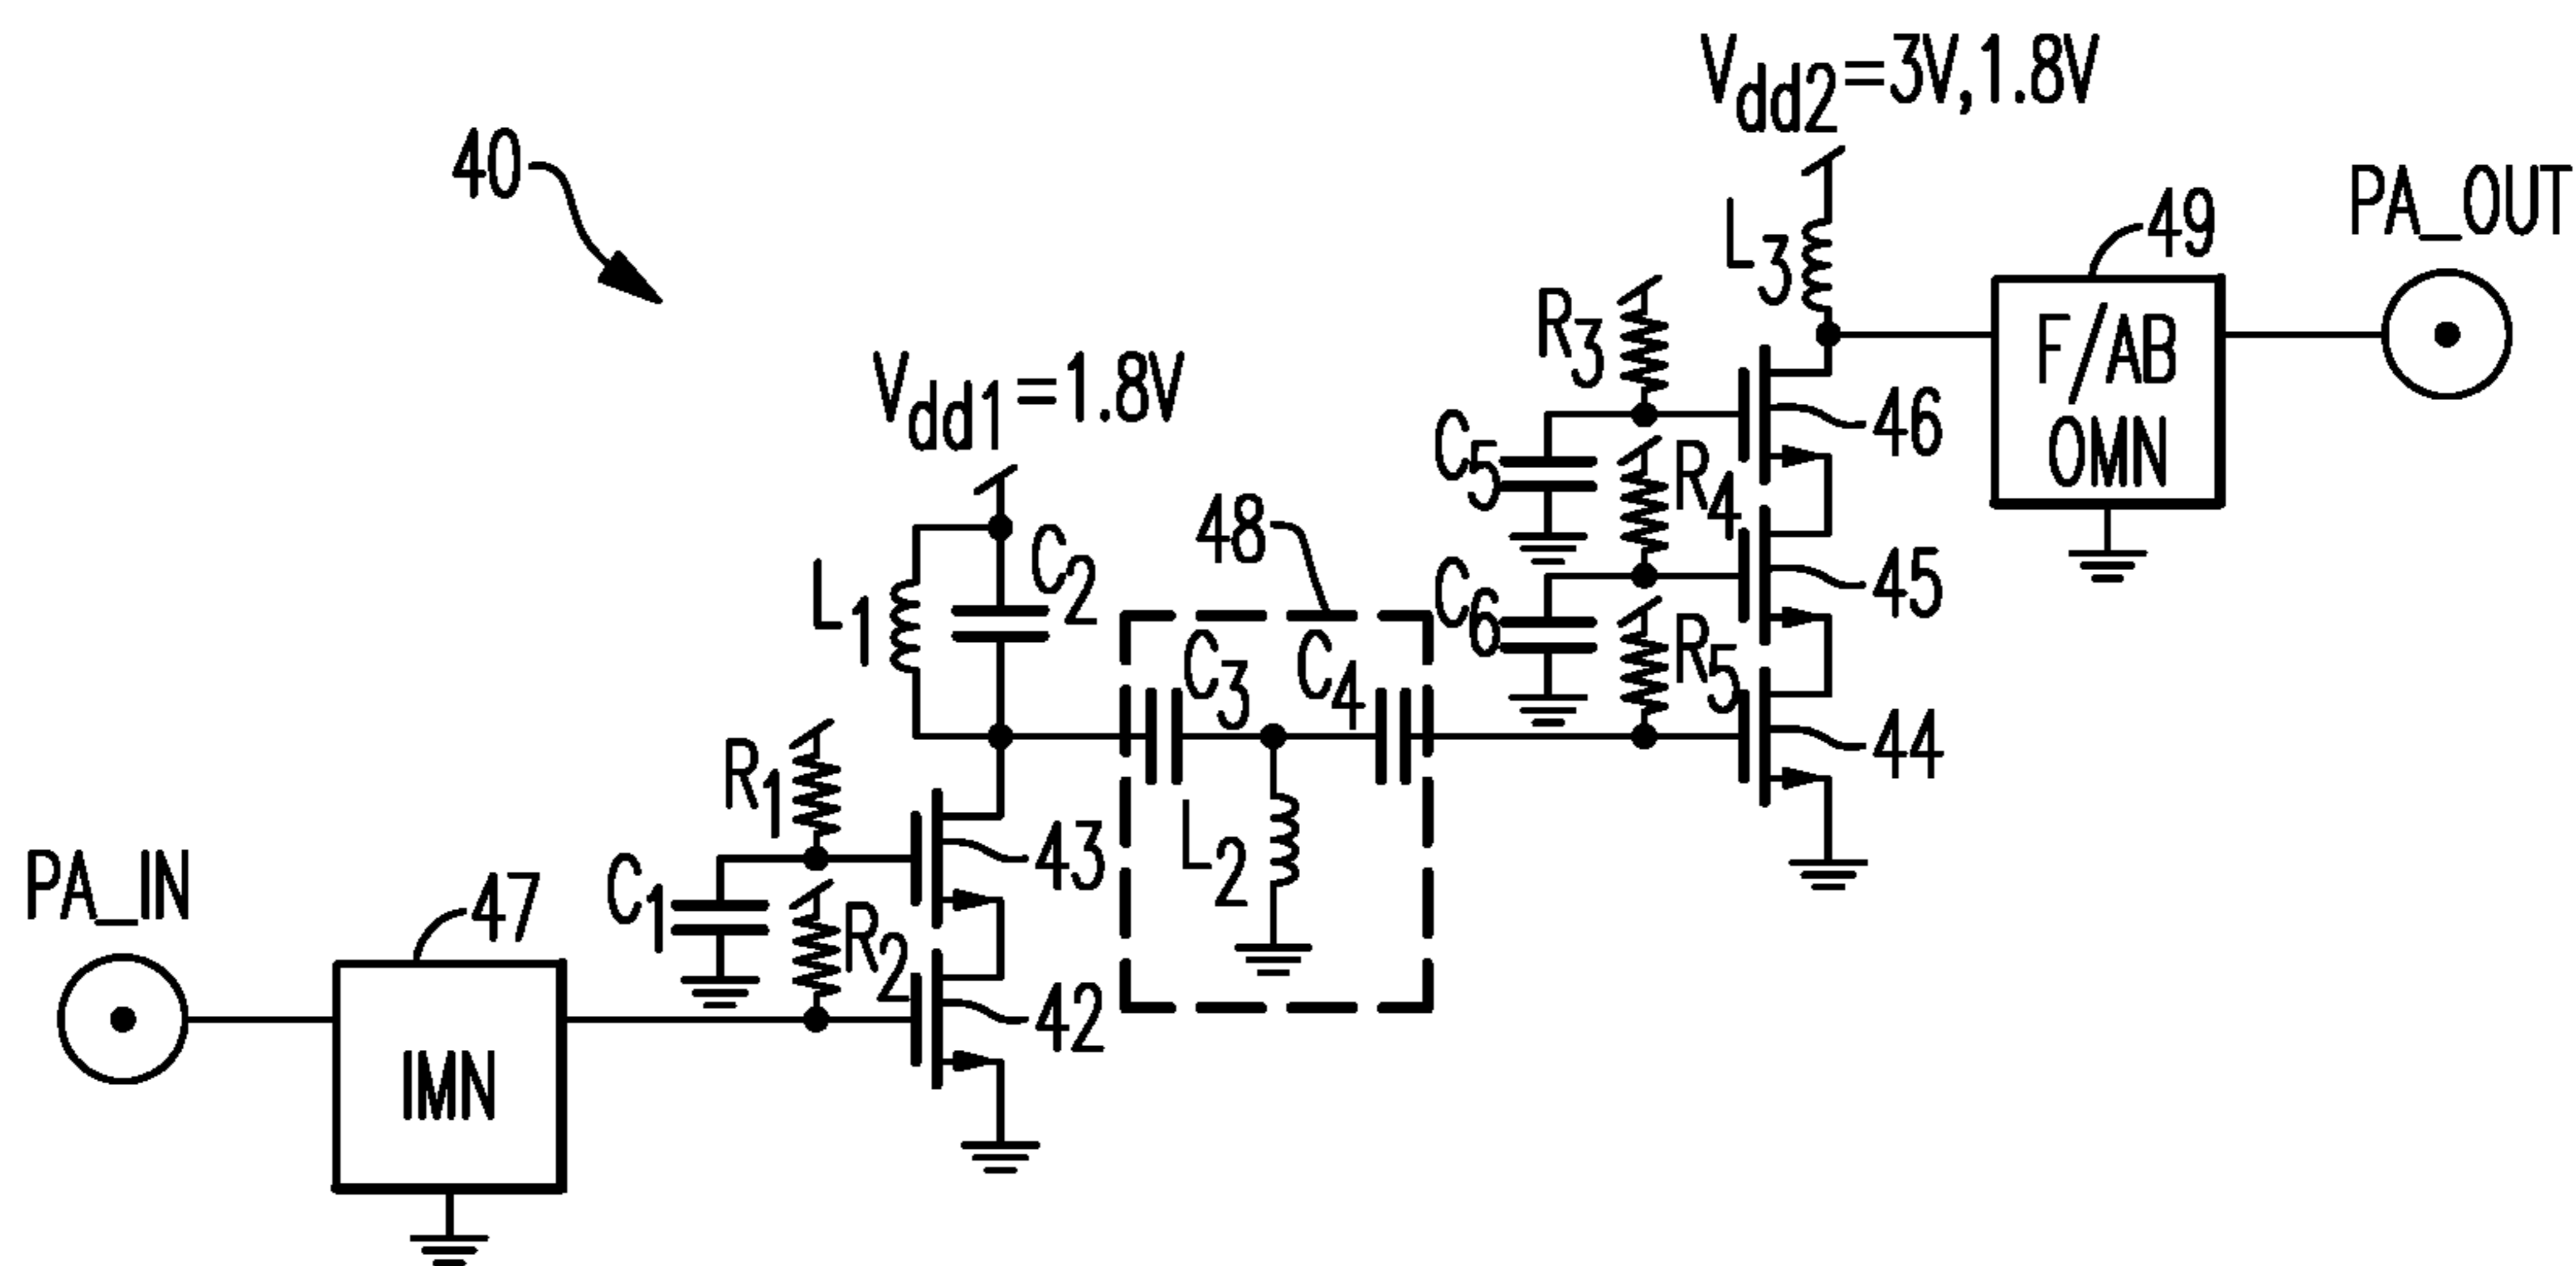 40
Vdd2=3V,1.8V
PA_OUT
49
L3
R3
F/AB
OMN
46
Vdd1=1.8V
C5
R4
48
C2
L1
45
C6
R5
C3
C4
44
R1
43
L2
PA_IN
47
C1
R2
42
IMN